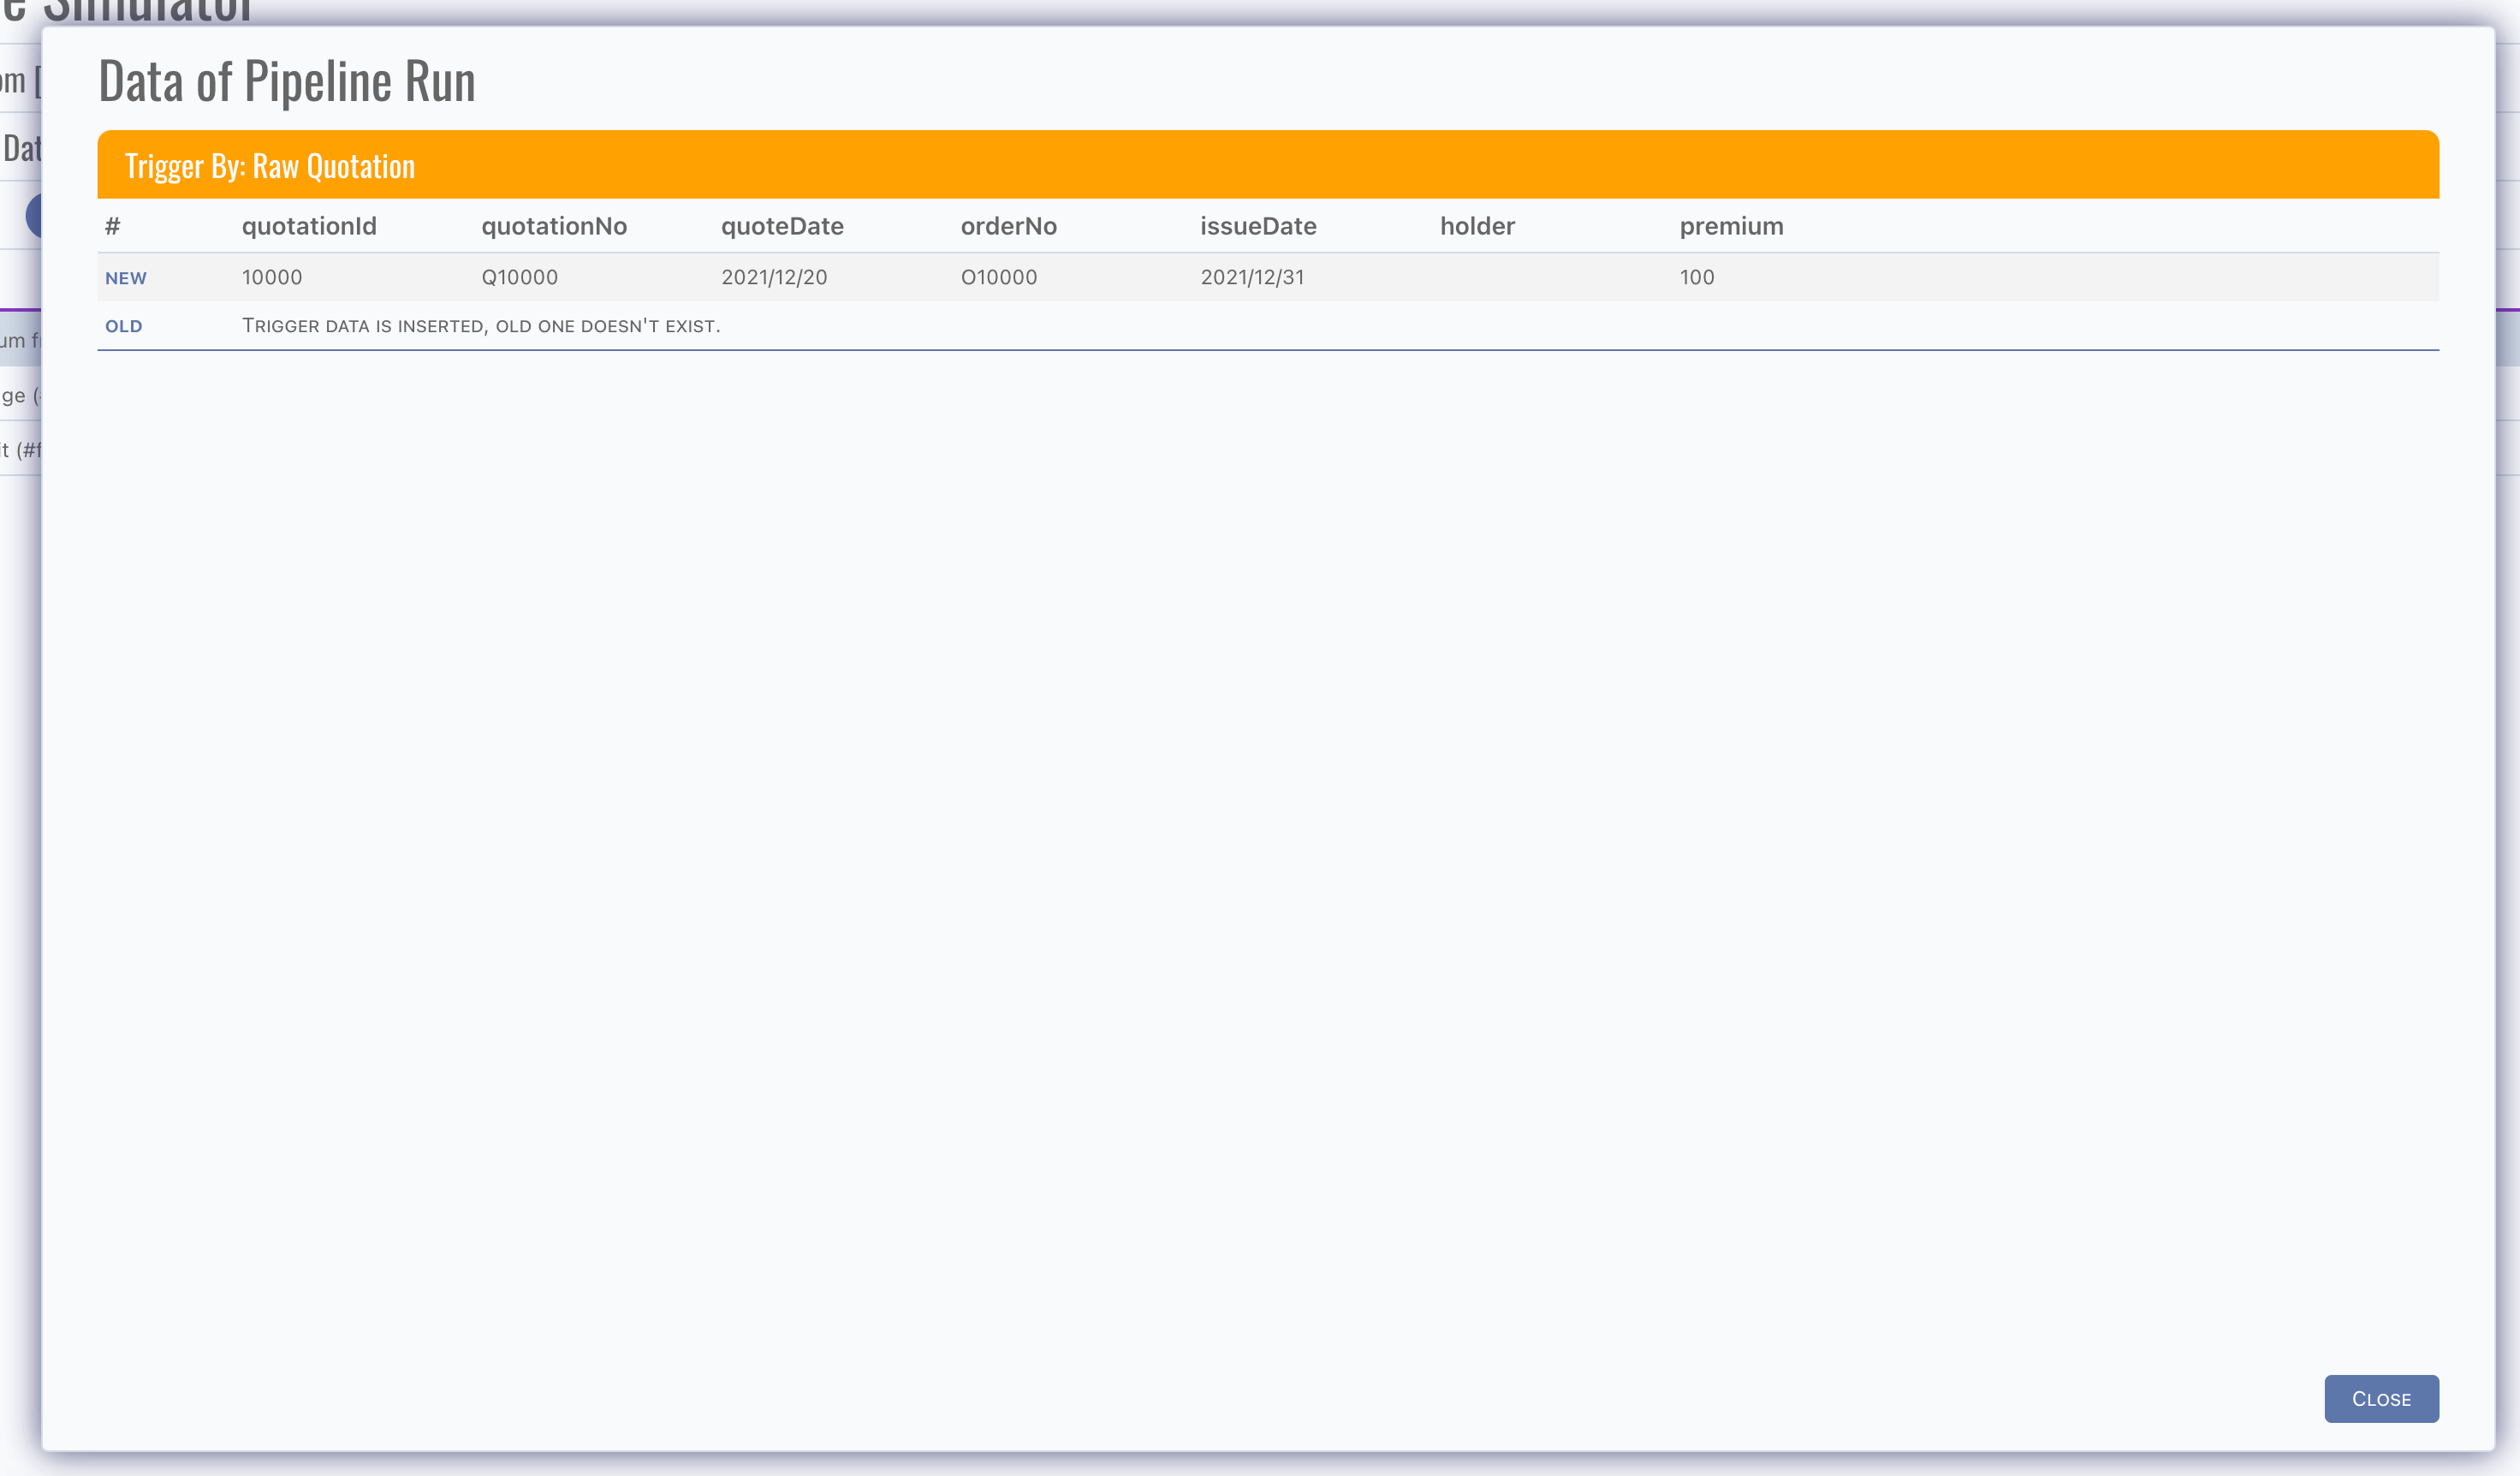 e Simulator
om [
Data of Pipeline Run
Dat
Trigger By: Raw Quotation
# quotationId quotationNo quoteDate orderNo issueDate holder premium
NEW 10000 Q10000 2021/12/20 O10000 2021/12/31 100
OLD TRIGGER DATA IS INSERTED, OLD ONE DOESN'T EXIST.
um f
ge (
it (#f
CLOSE